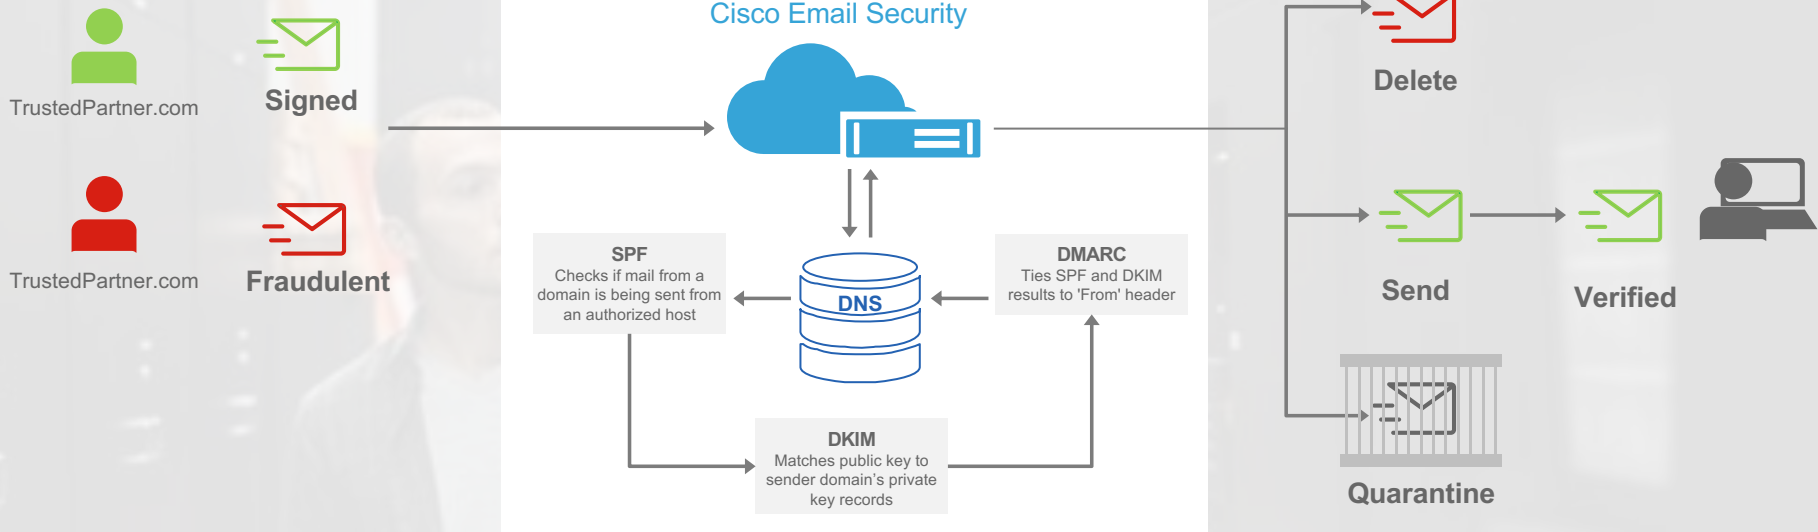 Cisco Email Security
TrustedPartner.com
Signed
TrustedPartner.com
Fraudulent
SPF
Checks if mail from a
domain is being sent from
an authorized host
DNS
DMARC
Ties SPF and DKIM
results to 'From' header
DKIM
Matches public key to
sender domain's private
key records
Delete
Send
Verified
Quarantine